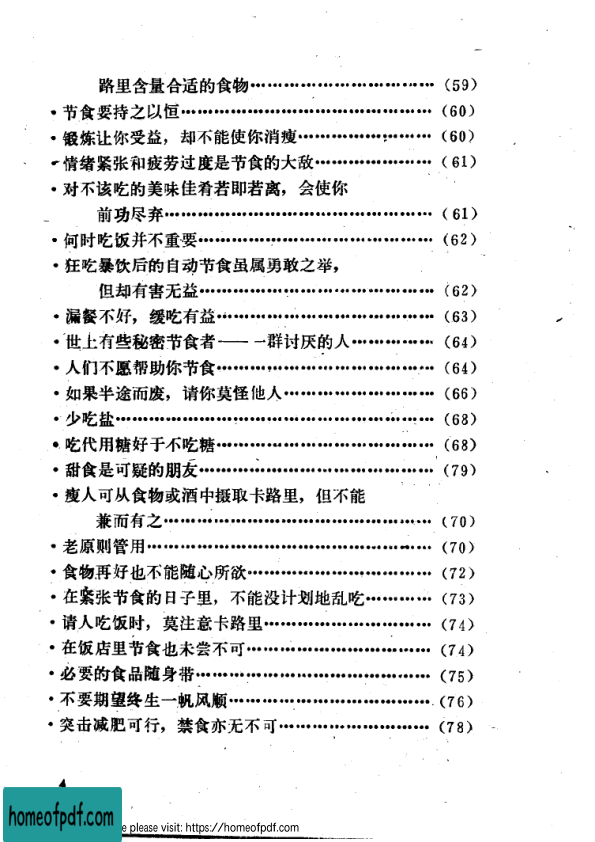 路里含量合适的食物……………………………(59)
·节食要持之以恒……………………………(60)
·锻炼让你受益，却不能使你消瘦……………………(60)
·情绪紧张和疲劳过度是节食的大敌…………………(61)
·对不该吃的美味佳肴若即若离，会使你
前功尽弃……………………………………(61)
·何时吃饭并不重要……………………………(62)
·狂吃暴饮后的自动节食虽属勇敢之举，
但却有害无益……………………………(62)
·漏餐不好，缓吃有益……………………………(63)
·世上有些秘密节食者——一群讨厌的人……………(64)
·人们不愿帮助你节食……………………………(64)
·如果半途而废，请你莫怪他人……………………(66)
·少吃盐……………………………………(68)
·吃代用糖好于不吃糖……………………………(68)
·甜食是可疑的朋友……………………………(79)
·瘦人可从食物或酒中摄取卡路里，但不能
兼而有之……………………………………(70)
·老原则管用……………………………………(70)
·食物再好也不能随心所欲……………………………(72)
·在紧张节食的日子里，不能没计划地乱吃…………(73)
·请人吃饭时，莫注意卡路里……………………(74)
·在饭店里节食也未尝不可……………………………(74)
·必要的食品随身带……………………………(75)
·不要期望终生一帆风顺……………………………(76)
·突击减肥可行，禁食亦无不可……………………(78)
homeofpdf.com
e please visit: https://homeofpdf.com